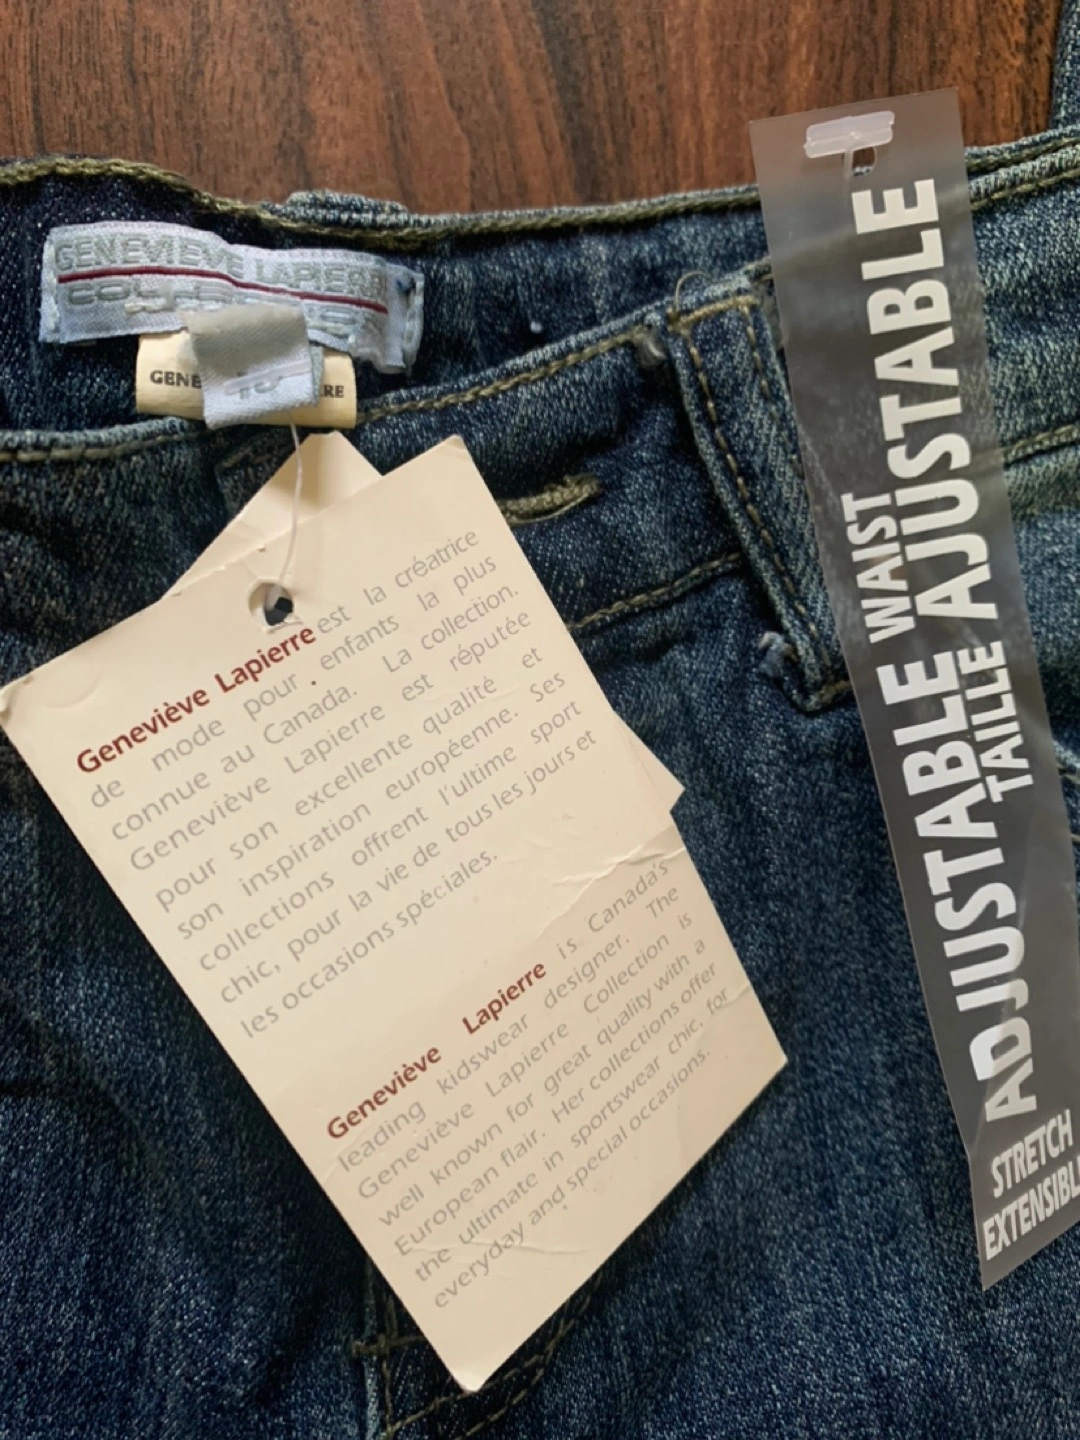 GENEVIEVE LAPIERRE
GENE
RE
Geneviève Lapierre est la créatrice
de mode pour enfants la plus
connue au Canada. La collection
Geneviève Lapierre est réputée
pour son excellente qualité et
son inspiration européenne. Ses
collections offrent l'ultime sport
chic, pour la vie de tous les jours et
les occasions spéciales.
Geneviève Lapierre is Canada's
leading kidswear designer. The
Geneviève Lapierre Collection is
well known for great quality with a
European flair. Her collections offer
the ultimate in sportswear chic, for
everyday and special occasions.
ADJUSTABLE WAIST
TAILLE AJUSTABLE
STRETCH
EXTENSIBLE